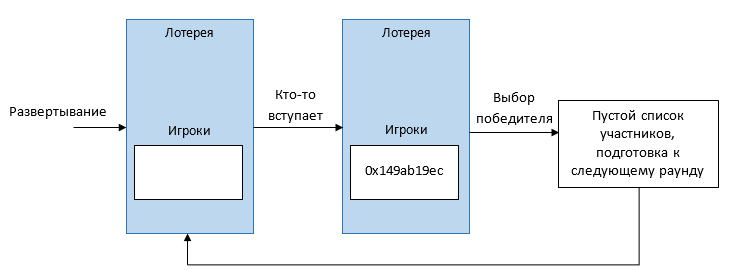 Развертывание
Лотерея
Игроки
Кто-то
вступает
Лотерея
Игроки
0x149ab19ec
Выбор
победителя
Пустой список
участников,
подготовка к
следующему раунду